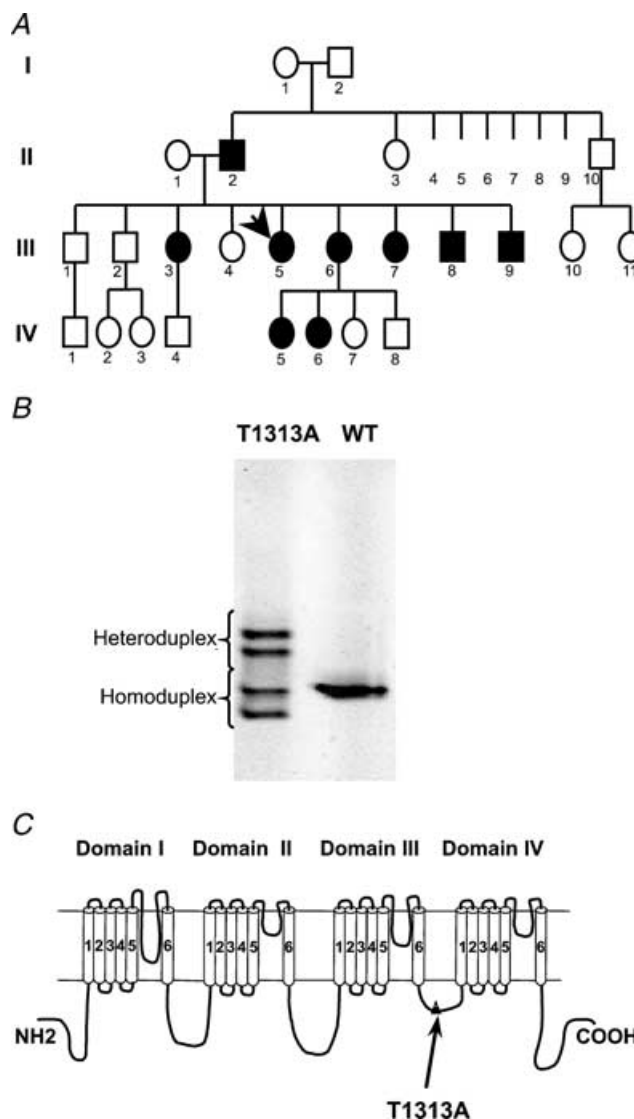 A
I
1 2
II
1 2 3 4 5 6 7 8 9 10
III
1 2 3 4 5 6 7 8 9 10 11
IV
1 2 3 4 5 6 7 8
B
T1313A WT
Heteroduplex
Homoduplex
C
Domain I Domain II Domain III Domain IV
1 2 3 4 5 6 1 2 3 4 5 6 1 2 3 4 5 6 1 2 3 4 5 6
NH2 COOH
T1313A